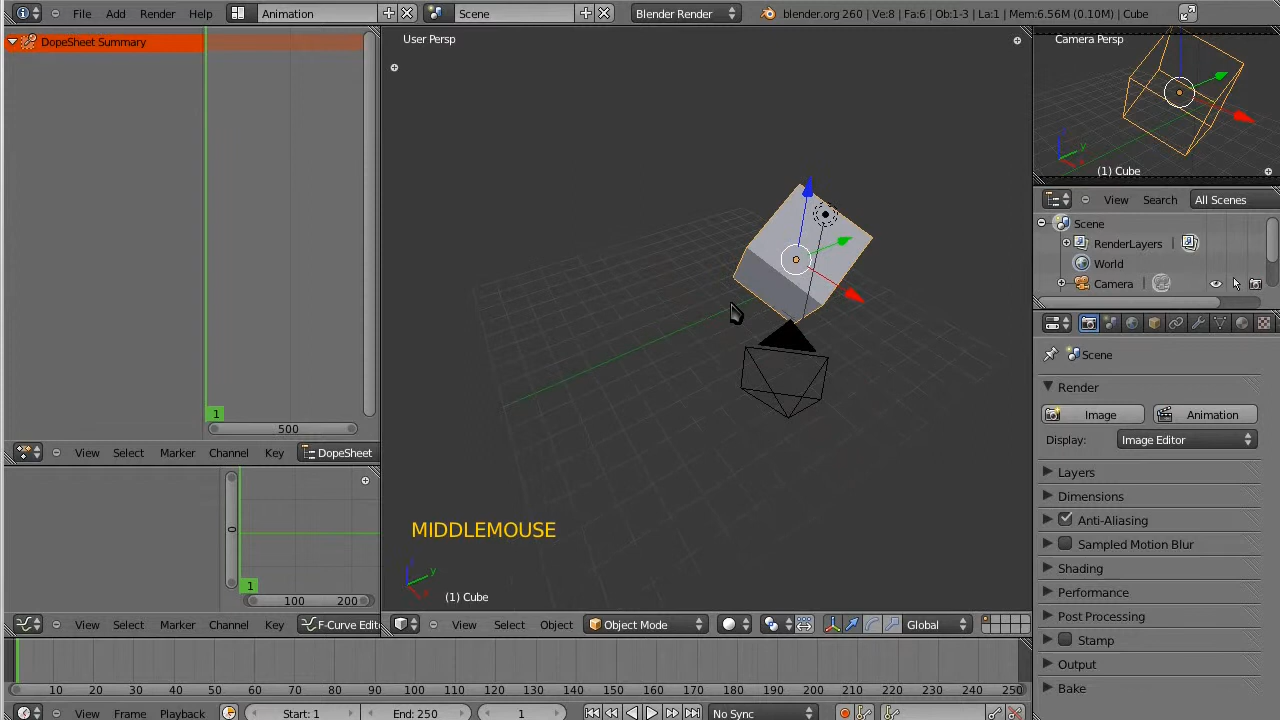 File Add Render Help Animation Scene Blender Render blender.org 260 | Ve:8 | Fa:6 | Ob:1-3 | La:1 | Mem:6.56M (0.10M) | Cube
DopeSheet Summary
1
500
View Select Marker Channel Key DopeSheet
1
100 200
View Select Marker Channel Key F-Curve Edit
User Persp
MIDDLEMOUSE
z y x
(1) Cube
View Select Object Object Mode Global
Camera Persp
z y x
(1) Cube
View Search All Scenes
Scene
RenderLayers
World
Camera
Scene
Render
Image Animation
Display: Image Editor
Layers
Dimensions
Anti-Aliasing
Sampled Motion Blur
Shading
Performance
Post Processing
Stamp
Output
Bake
10 20 30 40 50 60 70 80 90 100 110 120 130 140 150 160 170 180 190 200 210 220 230 240 250
View Frame Playback Start: 1 End: 250 1 No Sync